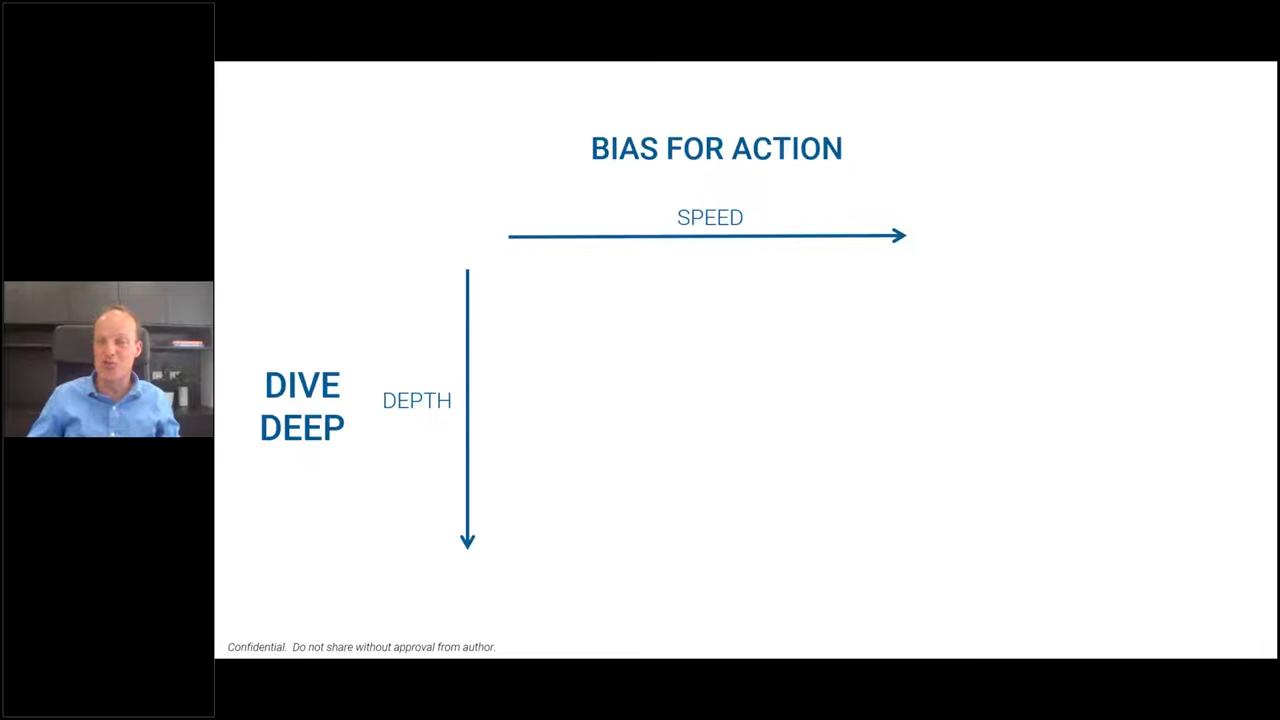 BIAS FOR ACTION
SPEED
DIVE
DEEP
DEPTH
Confidential.  Do not share without approval from author.